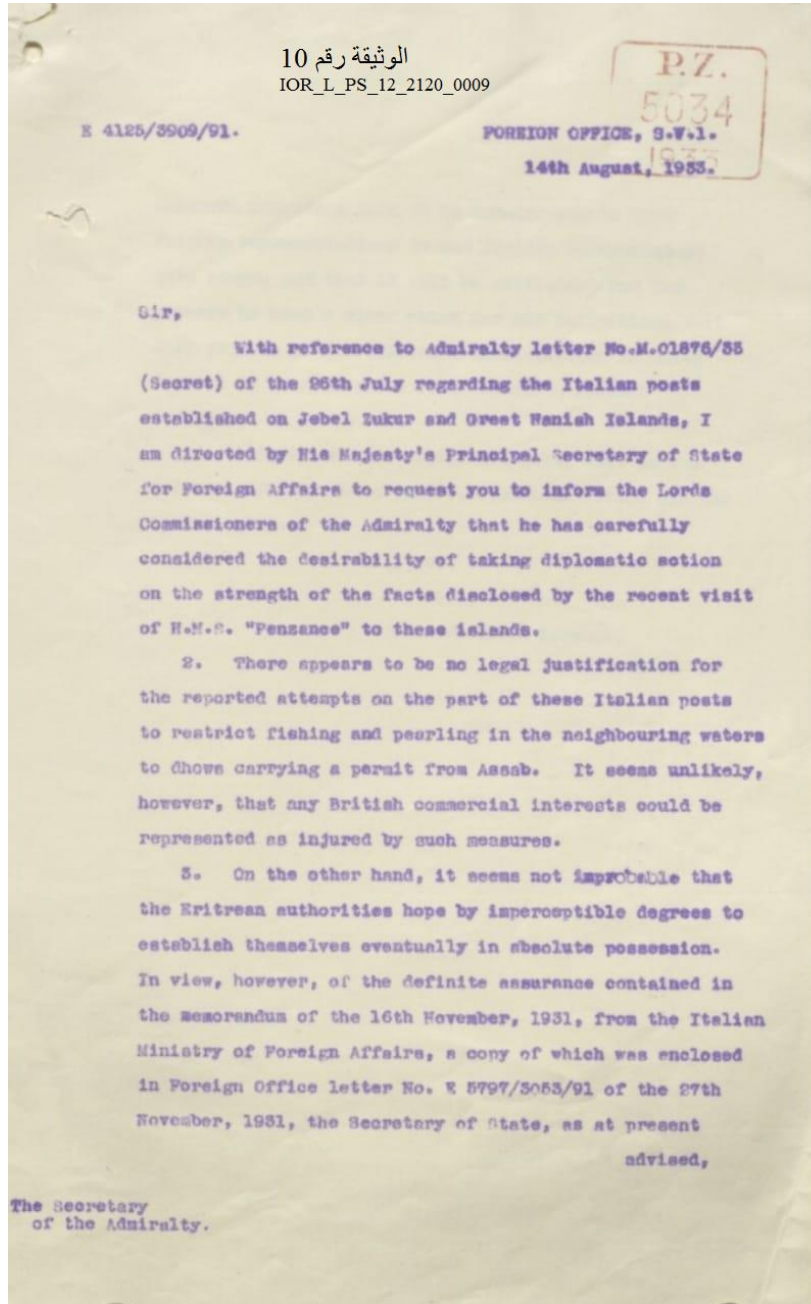 الوثيقة رقم 10
IOR_L_PS_12_2120_0009
P.Z.
5034
1933
E 4125/3909/91.
FOREIGN OFFICE, S.W.1.
14th August, 1933.
Sir,
With reference to Admiralty letter No.M.01876/33
(Secret) of the 26th July regarding the Italian posts
established on Jebel Zukur and Great Hanish Islands, I
am directed by His Majesty's Principal Secretary of State
for Foreign Affairs to request you to inform the Lords
Commissioners of the Admiralty that he has carefully
considered the desirability of taking diplomatic action
on the strength of the facts disclosed by the recent visit
of H.M.S. "Penzance" to these islands.
2. There appears to be no legal justification for
the reported attempts on the part of these Italian posts
to restrict fishing and pearling in the neighbouring waters
to dhows carrying a permit from Assab. It seems unlikely,
however, that any British commercial interests could be
represented as injured by such measures.
3. On the other hand, it seems not improbable that
the Eritrean authorities hope by imperceptible degrees to
establish themselves eventually in absolute possession.
In view, however, of the definite assurance contained in
the memorandum of the 16th November, 1931, from the Italian
Ministry of Foreign Affairs, a copy of which was enclosed
in Foreign Office letter No. E 5797/3053/91 of the 27th
November, 1931, the Secretary of State, as at present
advised,
The Secretary
of the Admiralty.